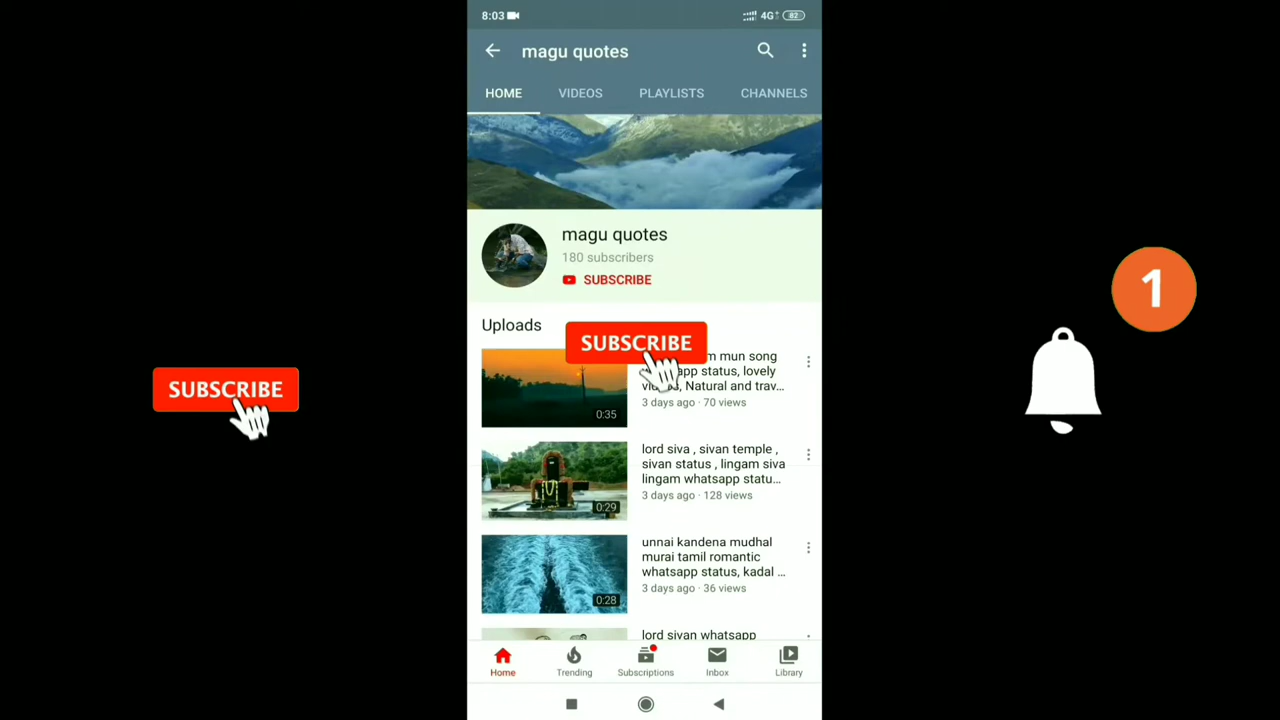 8:03
4G+ 82
magu quotes
HOME VIDEOS PLAYLISTS CHANNELS
magu quotes
180 subscribers
SUBSCRIBE
Uploads
SUBSCRIBE
m mun song
app status, lovely
s, Natural and trav...
3 days ago · 70 views
0:35
lord siva , sivan temple ,
sivan status , lingam siva
lingam whatsapp statu...
3 days ago · 128 views
0:29
unnai kandena mudhal
murai tamil romantic
whatsapp status, kadal ...
3 days ago · 36 views
0:28
lord sivan whatsapp
Home Trending Subscriptions Inbox Library
SUBSCRIBE
1